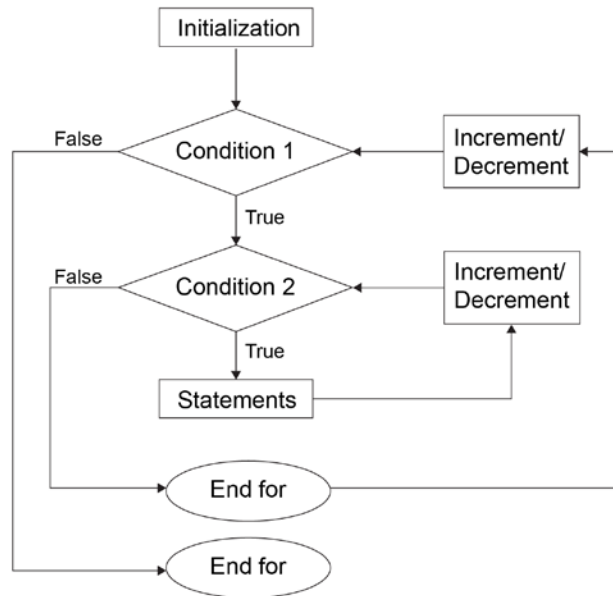 Initialization
False
Condition 1
Increment/
Decrement
True
False
Condition 2
Increment/
Decrement
True
Statements
End for
End for